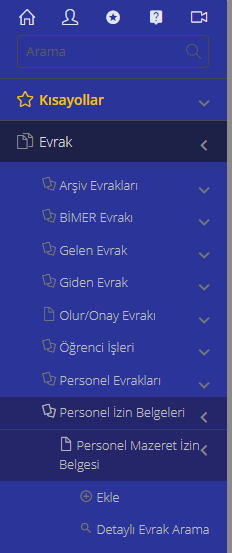 Arama
Kısayollar
Evrak
Arşiv Evrakları
BİMER Evrakı
Gelen Evrak
Giden Evrak
Olur/Onay Evrakı
Öğrenci İşleri
Personel Evrakları
Personel İzin Belgeleri
Personel Mazeret İzin
Belgesi
Ekle
Detaylı Evrak Arama